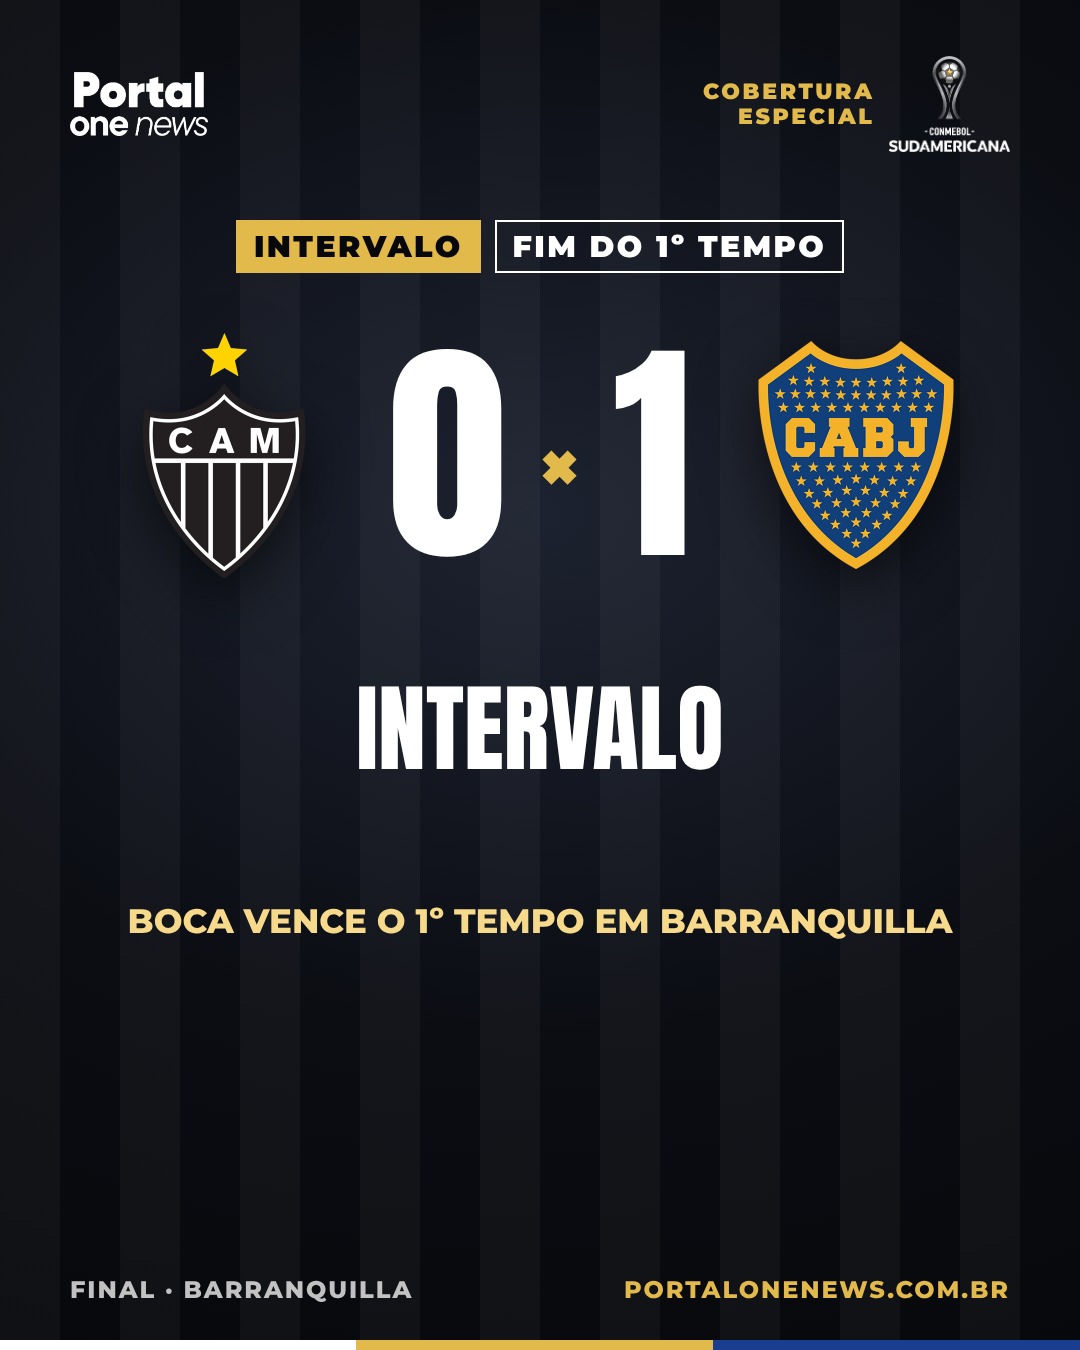 Portal
one news
COBERTURA
ESPECIAL
-CONMEBOL-
SUDAMERICANA
INTERVALO
FIM DO 1º TEMPO
CAM
0 × 1
CABJ
INTERVALO
BOCA VENCE O 1º TEMPO EM BARRANQUILLA
FINAL · BARRANQUILLA
PORTALONENEWS.COM.BR